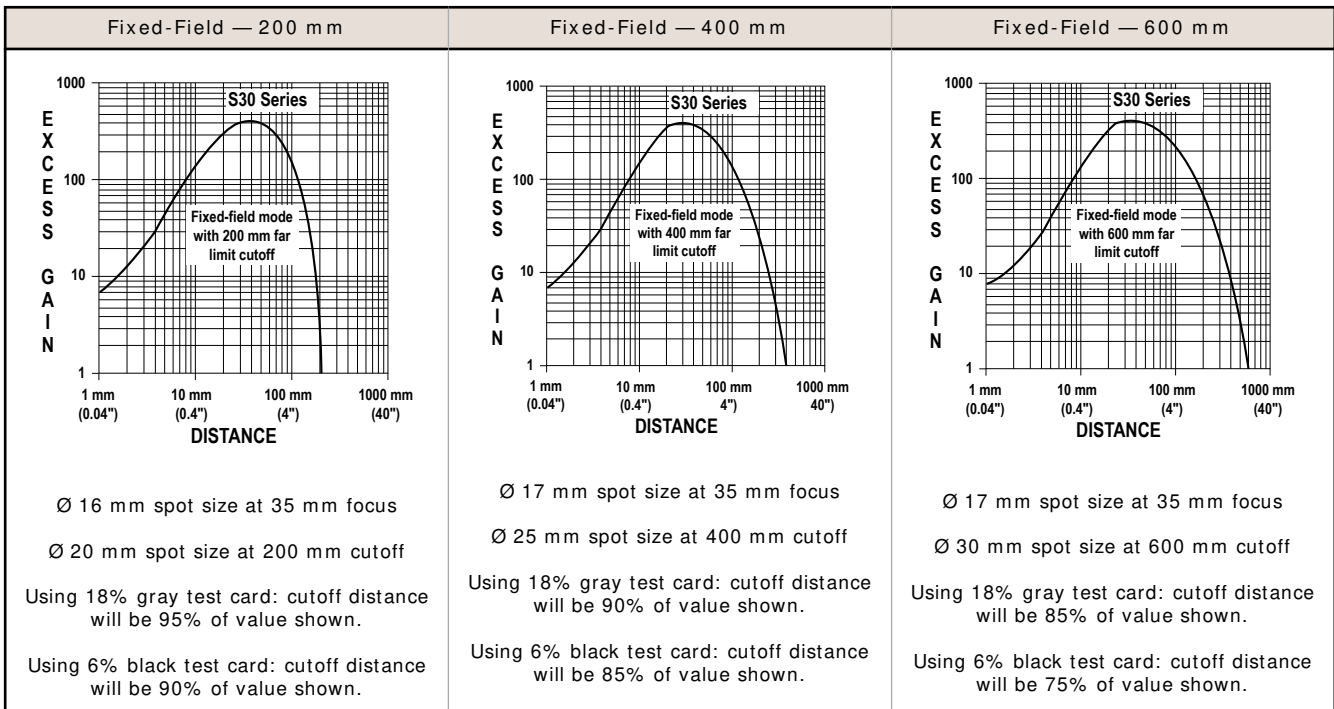 Fixed-Field — 200 mm
1000
100
10
1
EXCESS GAIN
S30 Series
Fixed-field mode
with 200 mm far
limit cutoff
1 mm
(0.04")
10 mm
(0.4")
100 mm
(4")
1000 mm
(40")
DISTANCE
Ø 16 mm spot size at 35 mm focus
Ø 20 mm spot size at 200 mm cutoff
Using 18% gray test card: cutoff distance
will be 95% of value shown.
Using 6% black test card: cutoff distance
will be 90% of value shown.
Fixed-Field — 400 mm
1000
100
10
1
EXCESS GAIN
S30 Series
Fixed-field mode
with 400 mm far
limit cutoff
1 mm
(0.04")
10 mm
(0.4")
100 mm
4")
1000 mm
40")
DISTANCE
Ø 17 mm spot size at 35 mm focus
Ø 25 mm spot size at 400 mm cutoff
Using 18% gray test card: cutoff distance
will be 90% of value shown.
Using 6% black test card: cutoff distance
will be 85% of value shown.
Fixed-Field — 600 mm
1000
100
10
1
EXCESS GAIN
S30 Series
Fixed-field mode
with 600 mm far
limit cutoff
1 mm
(0.04")
10 mm
(0.4")
100 mm
(4")
1000 mm
(40")
DISTANCE
Ø 17 mm spot size at 35 mm focus
Ø 30 mm spot size at 600 mm cutoff
Using 18% gray test card: cutoff distance
will be 85% of value shown.
Using 6% black test card: cutoff distance
will be 75% of value shown.